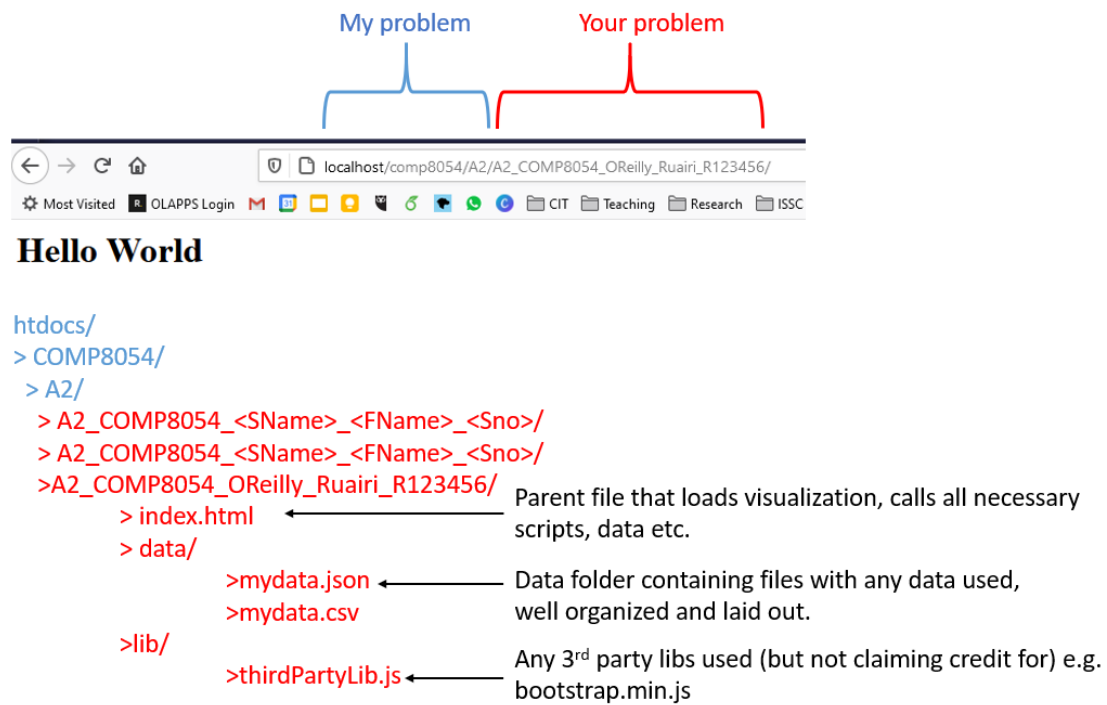 My problem
Your problem
localhost/comp8054/A2/A2_COMP8054_OReilly_Ruairi_R123456/
Most Visited R. OLAPPS Login 31 6 C CIT Teaching Research ISSC
Hello World
htdocs/
> COMP8054/
> A2/
> A2_COMP8054_<SName>_<FName>_<Sno>/
> A2_COMP8054_<SName>_<FName>_<Sno>/
>A2_COMP8054_OReilly_Ruairi_R123456/
> index.html
Parent file that loads visualization, calls all necessary
scripts, data etc.
> data/
>mydata.json
Data folder containing files with any data used,
>mydata.csv
well organized and laid out.
>lib/
Any 3rd party libs used (but not claiming credit for) e.g.
>thirdPartyLib.js
bootstrap.min.js